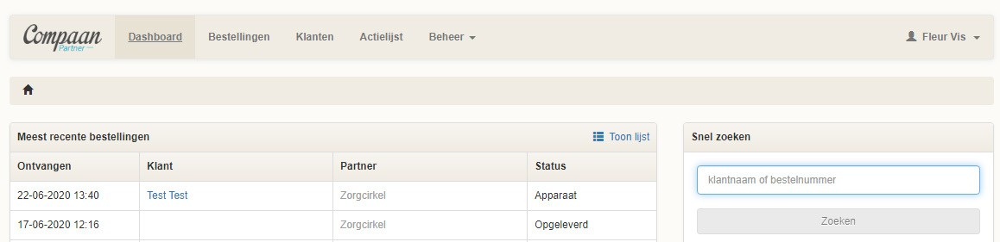 Compaan Partner Dashboard Bestellingen Klanten Actielijst Beheer Fleur Vis
Meest recente bestellingen Toon lijst
Ontvangen Klant Partner Status
22-06-2020 13:40 Test Test Zorgcirkel Apparaat
17-06-2020 12:16 Zorgcirkel Opgeleverd
Snel zoeken
klantnaam of bestelnummer
Zoeken